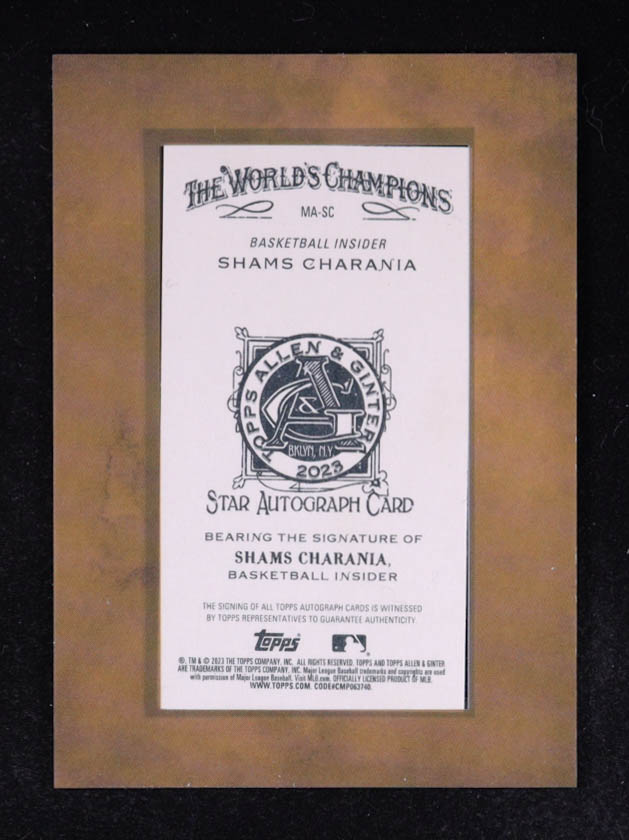 THE WORLD'S CHAMPIONS
MA-SC
BASKETBALL INSIDER
SHAMS CHARANIA
TOPPS ALLEN & GINTER
A&G
BKLYN, N.Y.
2023
STAR AUTOGRAPH CARD
BEARING THE SIGNATURE OF
SHAMS CHARANIA,
BASKETBALL INSIDER
THE SIGNING OF ALL TOPPS AUTOGRAPH CARDS IS WITNESSED
BY TOPPS REPRESENTATIVES TO GUARANTEE AUTHENTICITY.
Topps
®, TM & © 2023 THE TOPPS COMPANY, INC. ALL RIGHTS RESERVED. TOPPS AND TOPPS ALLEN & GINTER
ARE TRADEMARKS OF THE TOPPS COMPANY, INC. Major League Baseball trademarks and copyrights are used
with permission of Major League Baseball. Visit MLB.com. OFFICIALLY LICENSED PRODUCT OF MLB.
WWW.TOPPS.COM. CODE#CMP063740.